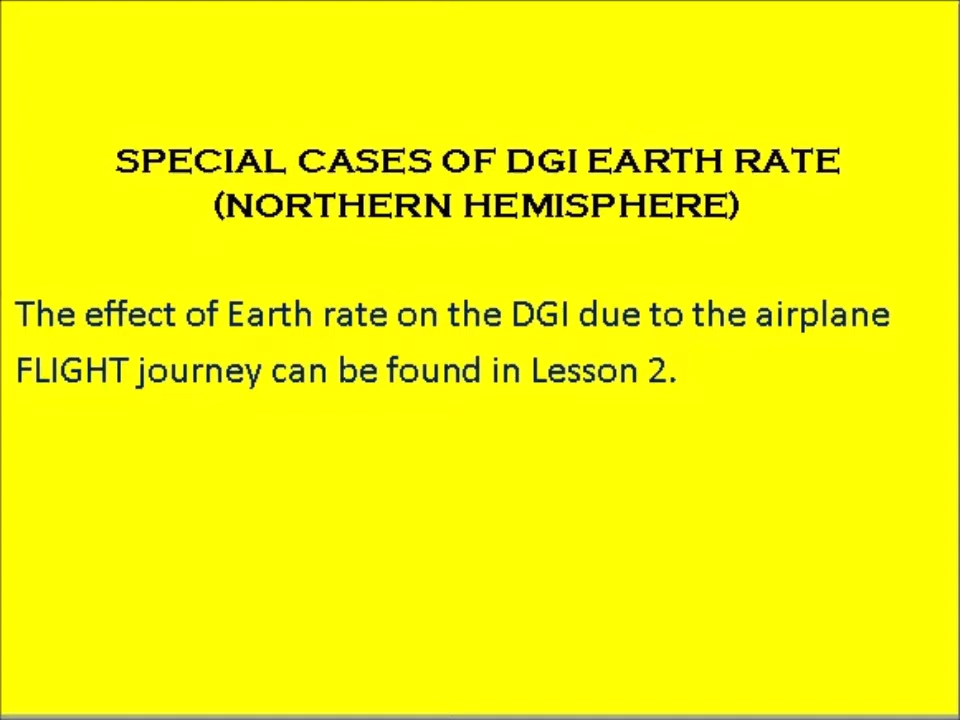 SPECIAL CASES OF DGI EARTH RATE
(NORTHERN HEMISPHERE)
The effect of Earth rate on the DGI due to the airplane
FLIGHT journey can be found in Lesson 2.